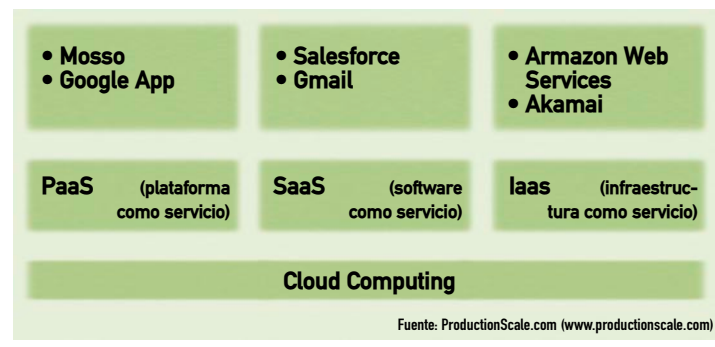 • Mosso
• Google App
• Salesforce
• Gmail
• Armazon Web
Services
• Akamai
PaaS (plataforma
como servicio)
SaaS (software
como servicio)
Iaas (infraestruc-
tura como servicio)
Cloud Computing
Fuente: ProductionScale.com (www.productionscale.com)